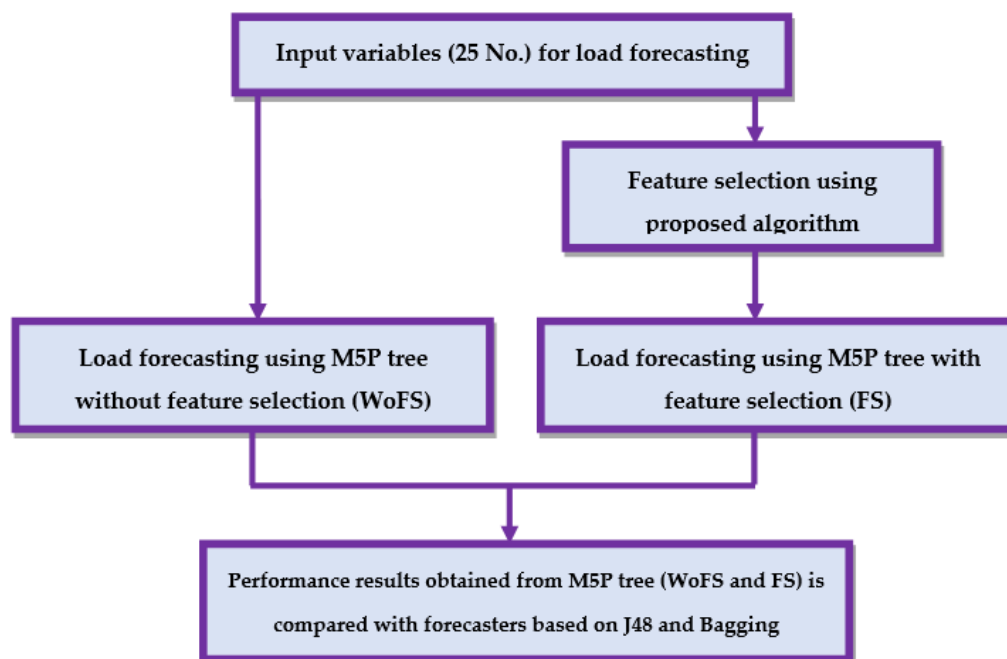 Input variables (25 No.) for load forecasting
Feature selection using
proposed algorithm
Load forecasting using M5P tree
without feature selection (WoFS)
Load forecasting using M5P tree with
feature selection (FS)
Performance results obtained from M5P tree (WoFS and FS) is
compared with forecasters based on J48 and Bagging